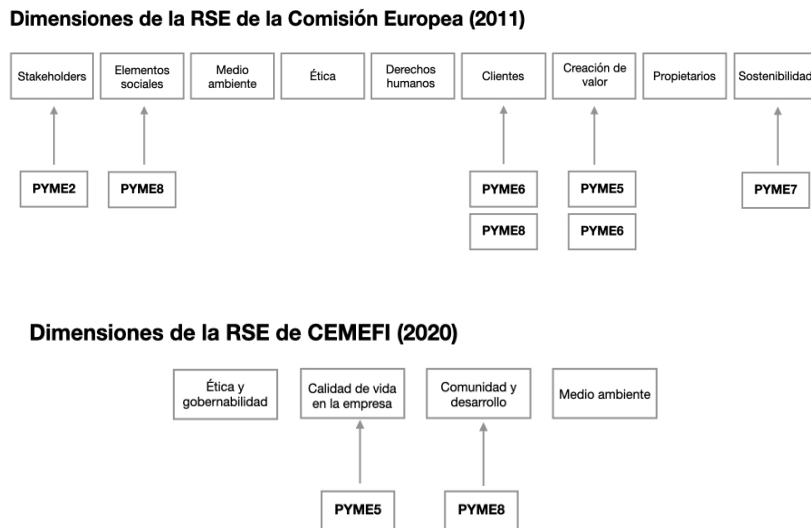 Dimensiones de la RSE de la Comisión Europea (2011)
Stakeholders
Elementos
sociales
Medio
ambiente
Ética
Derechos
humanos
Clientes
Creación de
valor
Propietarios
Sostenibilidad
PYME2
PYME8
PYME6
PYME5
PYME7
PYME8
PYME6
Dimensiones de la RSE de CEMEFI (2020)
Ética y
gobernabilidad
Calidad de vida
en la empresa
Comunidad y
desarrollo
Medio ambiente
PYME5
PYME8